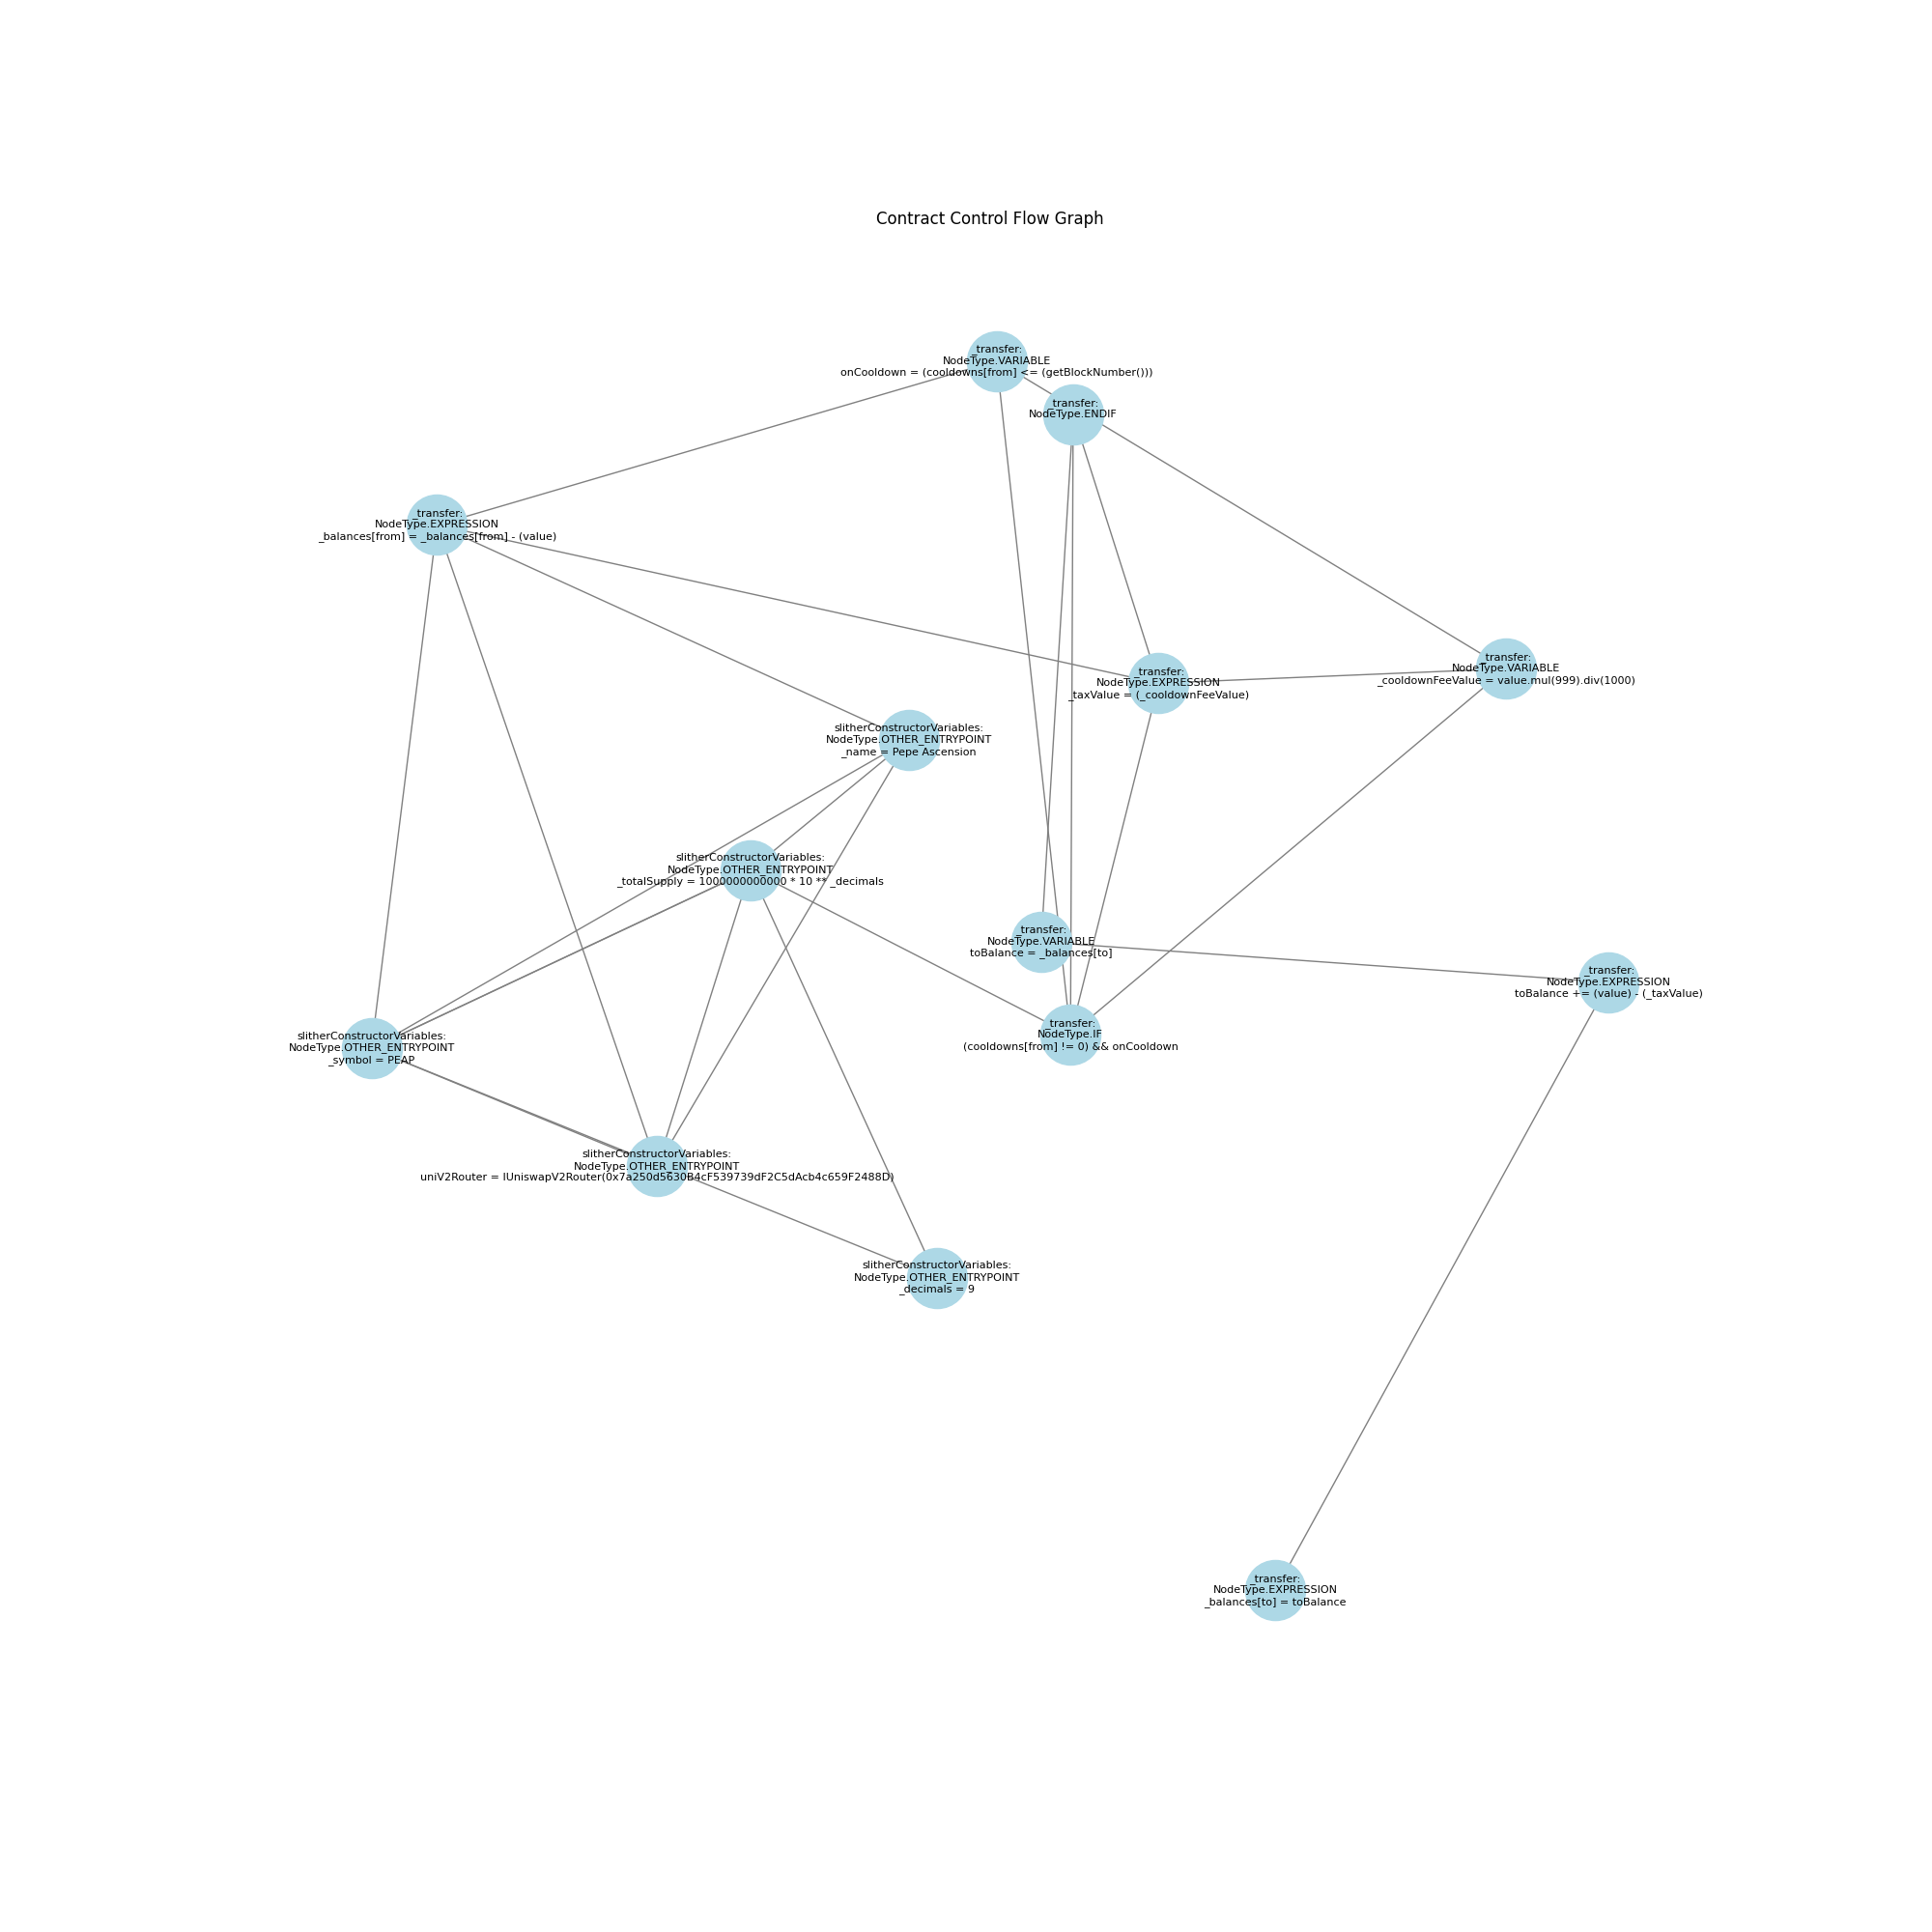 Contract Control Flow Graph
_transfer:
NodeType.VARIABLE
onCooldown = (cooldowns[from] <= (getBlockNumber()))
_transfer:
NodeType.ENDIF
_transfer:
NodeType.EXPRESSION
_balances[from] = _balances[from] - (value)
_transfer:
NodeType.VARIABLE
_cooldownFeeValue = value.mul(999).div(1000)
_transfer:
NodeType.EXPRESSION
_taxValue = (_cooldownFeeValue)
slitherConstructorVariables:
NodeType.OTHER_ENTRYPOINT
_name = Pepe Ascension
slitherConstructorVariables:
NodeType.OTHER_ENTRYPOINT
_totalSupply = 1000000000000 * 10 ** _decimals
_transfer:
NodeType.VARIABLE
toBalance = _balances[to]
_transfer:
NodeType.EXPRESSION
toBalance += (value) - (_taxValue)
_transfer:
NodeType.IF
(cooldowns[from] != 0) && onCooldown
slitherConstructorVariables:
NodeType.OTHER_ENTRYPOINT
_symbol = PEAP
slitherConstructorVariables:
NodeType.OTHER_ENTRYPOINT
uniV2Router = IUniswapV2Router(0x7a250d5630B4cF539739dF2C5dAcb4c659F2488D)
slitherConstructorVariables:
NodeType.OTHER_ENTRYPOINT
_decimals = 9
_transfer:
NodeType.EXPRESSION
_balances[to] = toBalance